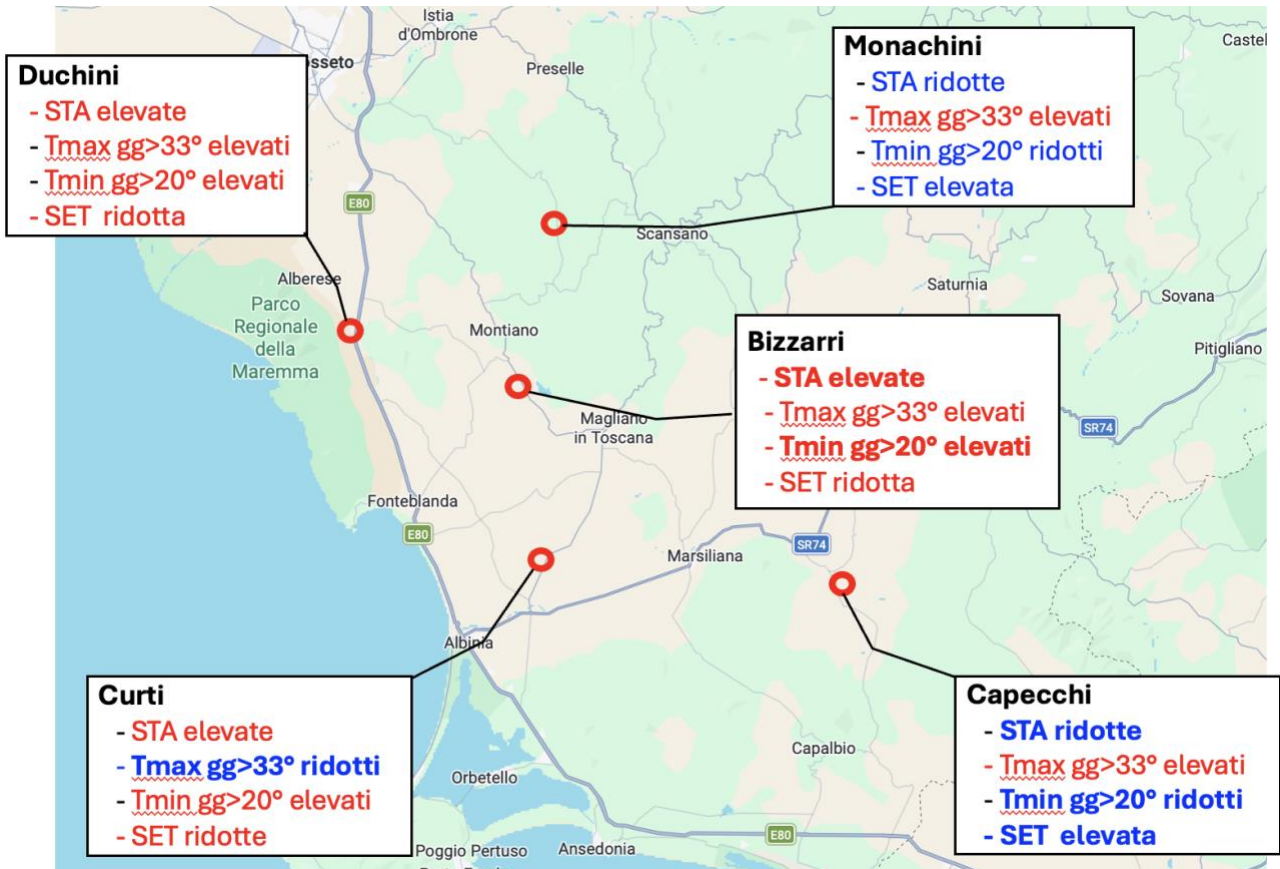 Istia
d'Ombrone
Castel
Monachini
- STA ridotte
- Tmax gg>33° elevati
- Tmin gg>20° ridotti
- SET elevata
Duchini
- STA elevate
- Tmax gg>33° elevati
- Tmin gg>20° elevati
- SET ridotta
osseto
Preselle
E80
Scansano
Alberese
Saturnia
Sovana
Parco
Regionale
della
Maremma
Montiano
Pitigliano
Bizzarri
- STA elevate
- Tmax gg>33° elevati
- Tmin gg>20° elevati
- SET ridotta
Magliano
in Toscana
SR74
Fonteblanda
E80
Marsiliana
SR74
Albinia
Curti
- STA elevate
- Tmax gg>33° ridotti
- Tmin gg>20° elevati
- SET ridotte
Capecchi
- STA ridotte
- Tmax gg>33° elevati
- Tmin gg>20° ridotti
- SET elevata
Capalbio
Orbetello
E80
Poggio Pertuso
Ansedonia